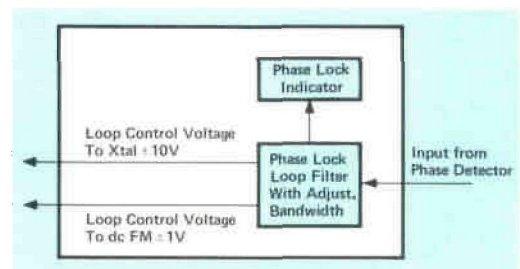 Phase Lock
Indicator
Loop Control Voltage
To Xtal ±10V
Phase Lock
Loop Filter
With Adjust.
Bandwidth
Input from
Phase Detector
Loop Control Voltage
To dc FM ±1V